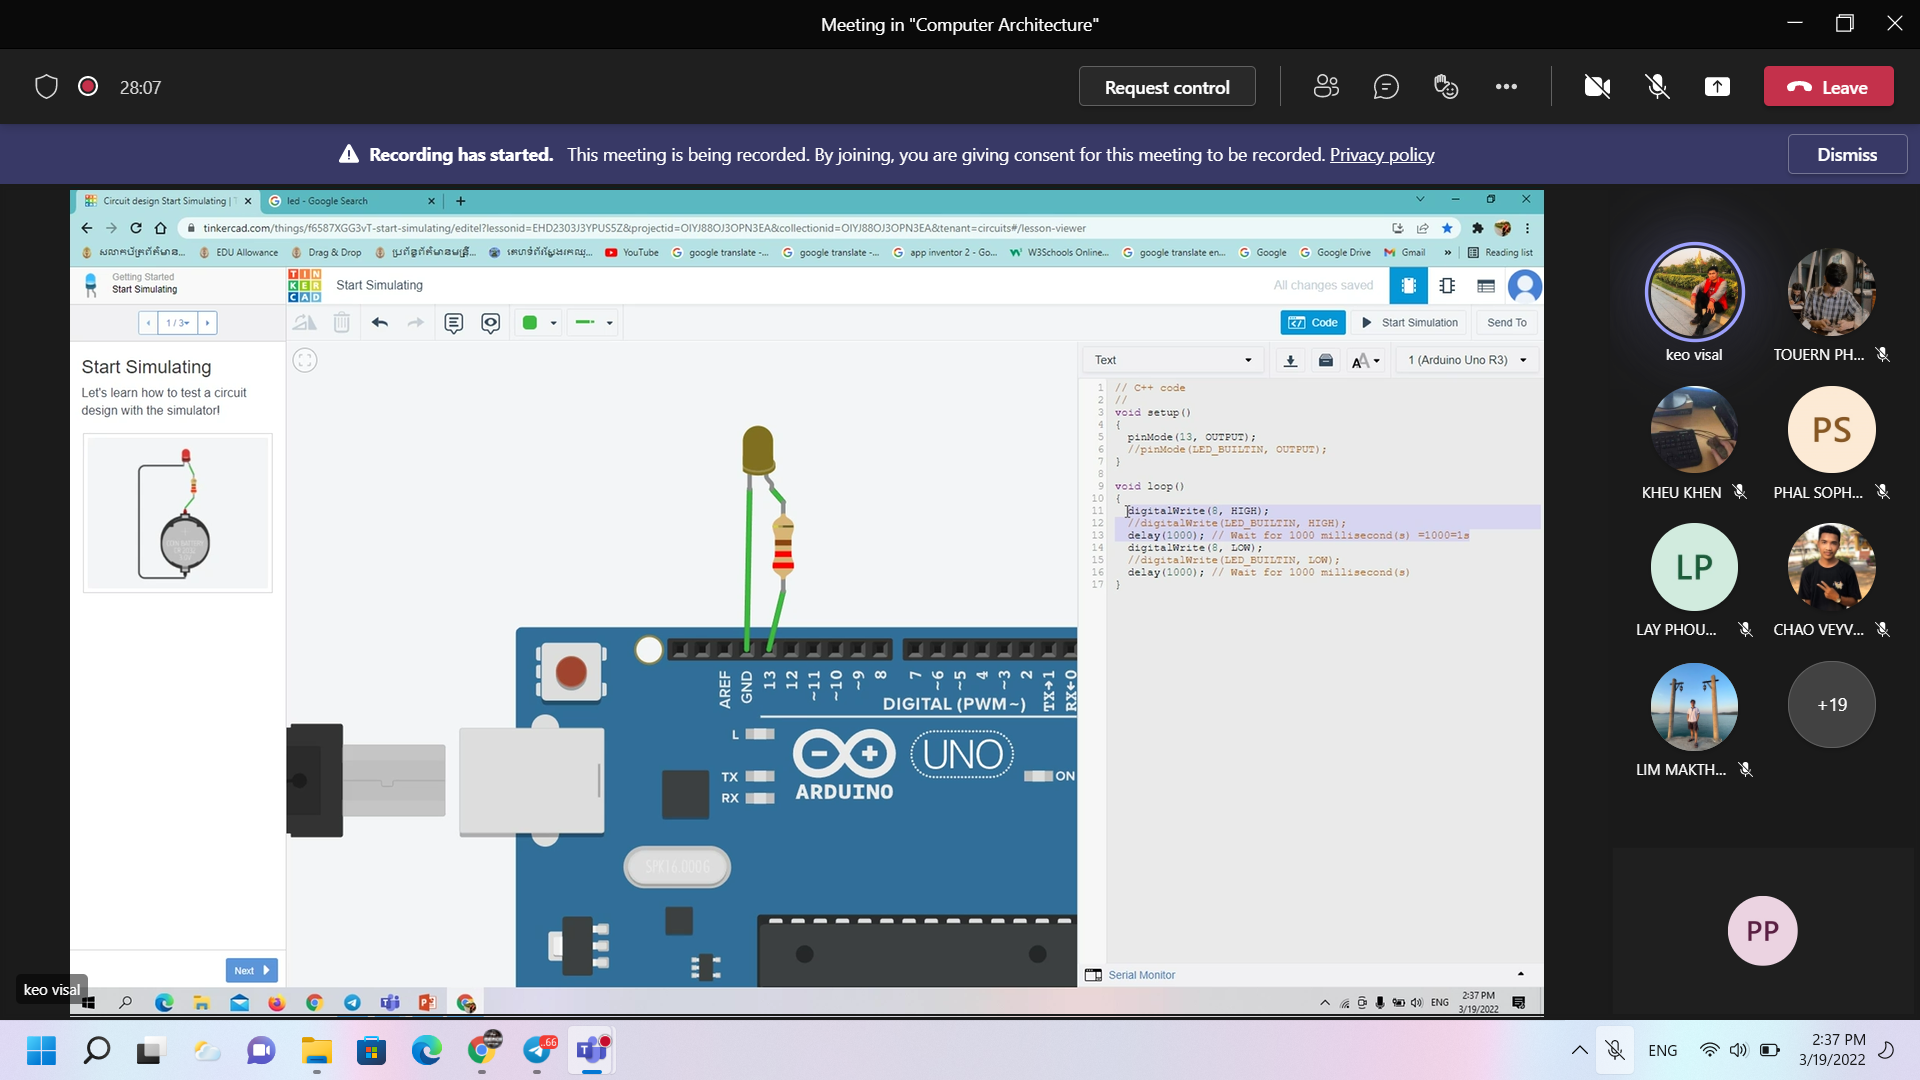 Meeting in "Computer Architecture"
28:07
Request control
Leave
Recording has started. This meeting is being recorded. By joining, you are giving consent for this meeting to be recorded. Privacy policy
Dismiss
Circuit design Start Simulating |
led - Google Search
tinkercad.com/things/f6587XGG3vT-start-simulating/editel?lessonid=EHD2303J3YPUS5Z&projectid=OIYJ88OJ3OPN3EA&collectionid=OIYJ88OJ3OPN3EA&tenant=circuits#/lesson-viewer
EDU Allowance
Drag & Drop
YouTube
google translate -...
google translate -...
app inventor 2 - Go...
W3Schools Online...
google translate en...
Google
Google Drive
Gmail
»
Reading list
Getting Started
Start Simulating
TIN
KER
CAD
Start Simulating
All changes saved
1 / 3
Code
Start Simulation
Send To
Start Simulating
Let's learn how to test a circuit
design with the simulator!
Next
Text
1 (Arduino Uno R3)
1 // C++ code
2 //
3 void setup()
4 {
5 pinMode(13, OUTPUT);
6 //pinMode(LED_BUILTIN, OUTPUT);
7 }
8
9 void loop()
10 {
11 digitalWrite(8, HIGH);
12 //digitalWrite(LED_BUILTIN, HIGH);
13 delay(1000); // Wait for 1000 millisecond(s) =1000=1s
14 digitalWrite(8, LOW);
15 //digitalWrite(LED_BUILTIN, LOW);
16 delay(1000); // Wait for 1000 millisecond(s)
17 }
AREF
GND
13
12
~11
~10
~9
8
7
~6
~5
4
~3
2
TX→1
RX←0
DIGITAL (PWM~)
L
TX
RX
UNO
ARDUINO
ON
SPK16.000G
Serial Monitor
keo visal
ENG
2:37 PM
3/19/2022
keo visal
TOUERN PH...
KHEU KHEN
PS
PHAL SOPH...
LP
LAY PHOU...
CHAO VEYV...
LIM MAKTH...
+19
PP
66
ENG
2:37 PM
3/19/2022